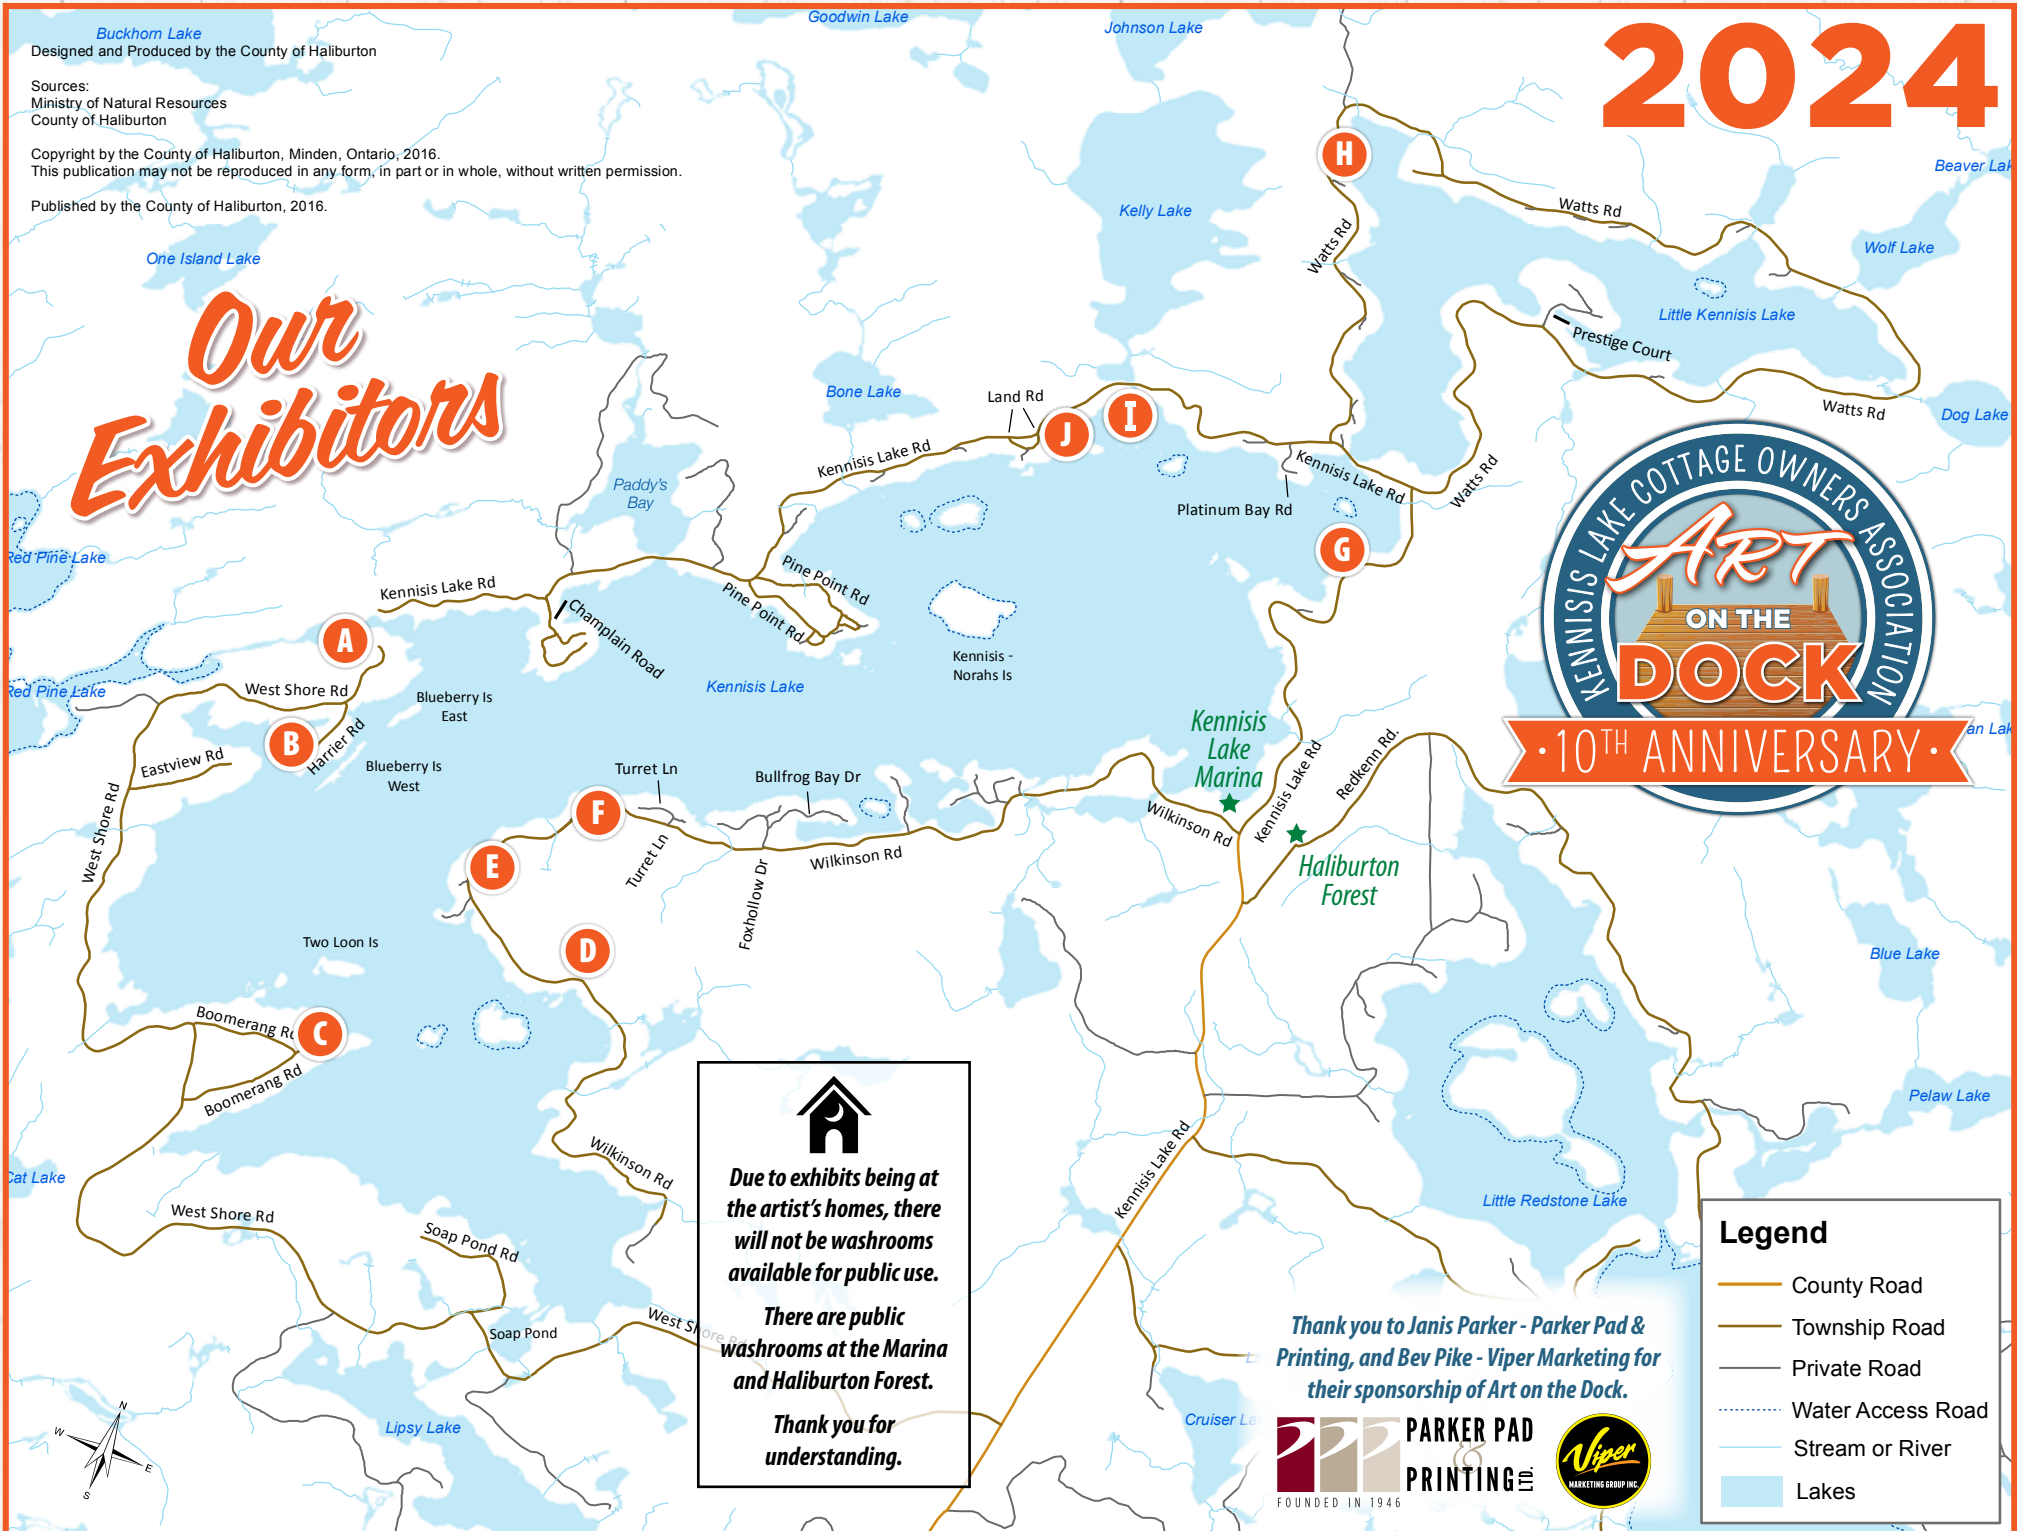 2024
Buckhorn Lake
Designed and Produced by the County of Haliburton
Sources:
Ministry of Natural Resources
County of Haliburton
Copyright by the County of Haliburton, Minden, Ontario, 2016.
This publication may not be reproduced in any form, in part or in whole, without written permission.
Published by the County of Haliburton, 2016.
Goodwin Lake
Johnson Lake
H
Beaver Lak
Kelly Lake
Watts Rd
Watts Rd
Wolf Lake
One Island Lake
Our
Exhibitors
Little Kennisis Lake
Prestige Court
Bone Lake
Land Rd
J
I
Watts Rd
Dog Lake
Kennisis Lake Rd
Kennisis Lake Rd
Watts Rd
Paddy's
Bay
Platinum Bay Rd
G
KENNISIS LAKE COTTAGE OWNERS ASSOCIATION
ART
ON THE
DOCK
·10TH ANNIVERSARY·
an Lak
Red Pine Lake
Kennisis Lake Rd
Pine Point Rd
Pine Point Rd
Champlain Road
A
Kennisis -
Norahs Is
Red Pine Lake
West Shore Rd
Blueberry Is
East
Kennisis Lake
B
Harrier Rd
Eastview Rd
Blueberry Is
West
Turret Ln
Bullfrog Bay Dr
Kennisis
Lake
Marina
Kennisis Lake Rd
Redkenn Rd.
West Shore Rd
F
Wilkinson Rd
E
Turret Ln
Wilkinson Rd
Foxhollow Dr
Haliburton
Forest
Two Loon Is
D
Blue Lake
Boomerang Rd
C
Boomerang Rd
Pelaw Lake
Cat Lake
Wilkinson Rd
Kennisis Lake Rd
Little Redstone Lake
West Shore Rd
Soap Pond Rd
Soap Pond
West Shore Rd
Due to exhibits being at
the artist's homes, there
will not be washrooms
available for public use.
There are public
washrooms at the Marina
and Haliburton Forest.
Thank you for
understanding.
Lipsy Lake
Cruiser La
N
W
E
S
Thank you to Janis Parker - Parker Pad &
Printing, and Bev Pike - Viper Marketing for
their sponsorship of Art on the Dock.
PARKER PAD
&
PRINTING LTD.
FOUNDED IN 1946
Viper
MARKETING GROUP INC.
Legend
County Road
Township Road
Private Road
Water Access Road
Stream or River
Lakes